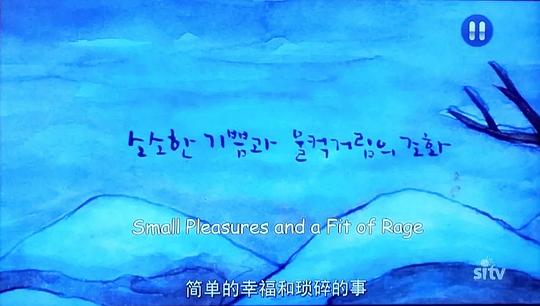 소소한 기쁨과 물컥거림의 조화
Small Pleasures and a Fit of Rage
sitv
简单的幸福和琐碎的事